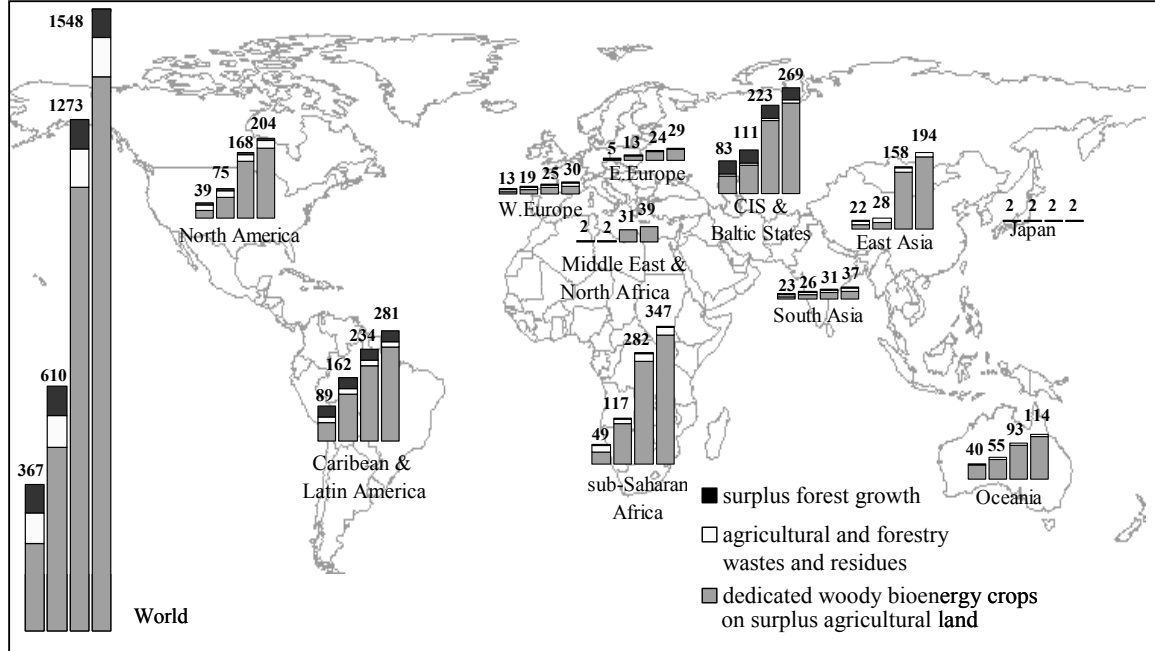 1548
1273
610
367
World
39 75 168 204
North America
89 162 234 281
Caribean &
Latin America
13 19 25 30
W.Europe
5 13 24 29
E.Europe
2 2 31 39
Middle East &
North Africa
49 117 282 347
sub-Saharan
Africa
83 111 223 269
CIS &
Baltic States
22 28 158 194
East Asia
2 2 2 2
Japan
23 26 31 37
South Asia
40 55 93 114
Oceania
surplus forest growth
agricultural and forestry
wastes and residues
dedicated woody bioenergy crops
on surplus agricultural land